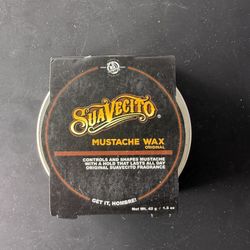 SUAVECITO®
MUSTACHE WAX
ORIGINAL
CONTROLS AND SHAPES MUSTACHE
WITH A HOLD THAT LASTS ALL DAY
ORIGINAL SUAVECITO FRAGRANCE
GET IT, HOMBRE!
Net Wt. 43 g / 1.5 oz